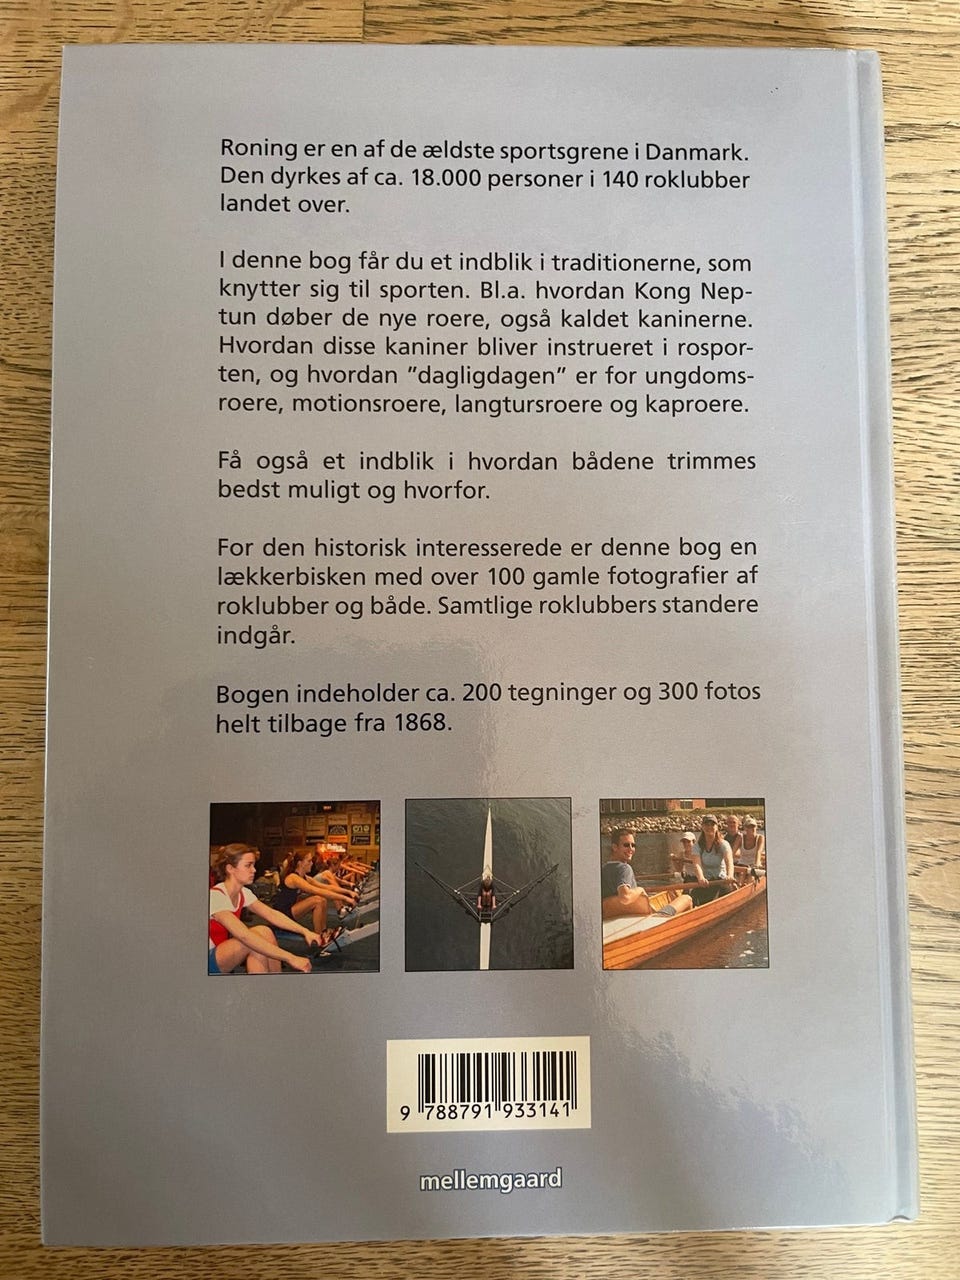 Roning er en af de ældste sportsgrene i Danmark.
Den dyrkes af ca. 18.000 personer i 140 roklubber
landet over.
I denne bog får du et indblik i traditionerne, som
knytter sig til sporten. Bl.a. hvordan Kong Nep-
tun døber de nye roere, også kaldet kaninerne.
Hvordan disse kaniner bliver instrueret i rospor-
ten, og hvordan ”dagligdagen” er for ungdoms-
roere, motionsroere, langtursroere og kaproere.
Få også et indblik i hvordan bådene trimmes
bedst muligt og hvorfor.
For den historisk interesserede er denne bog en
lækkerbisken med over 100 gamle fotografier af
roklubber og både. Samtlige roklubbers standere
indgår.
Bogen indeholder ca. 200 tegninger og 300 fotos
helt tilbage fra 1868.
9 788791 933141
mellemgaard